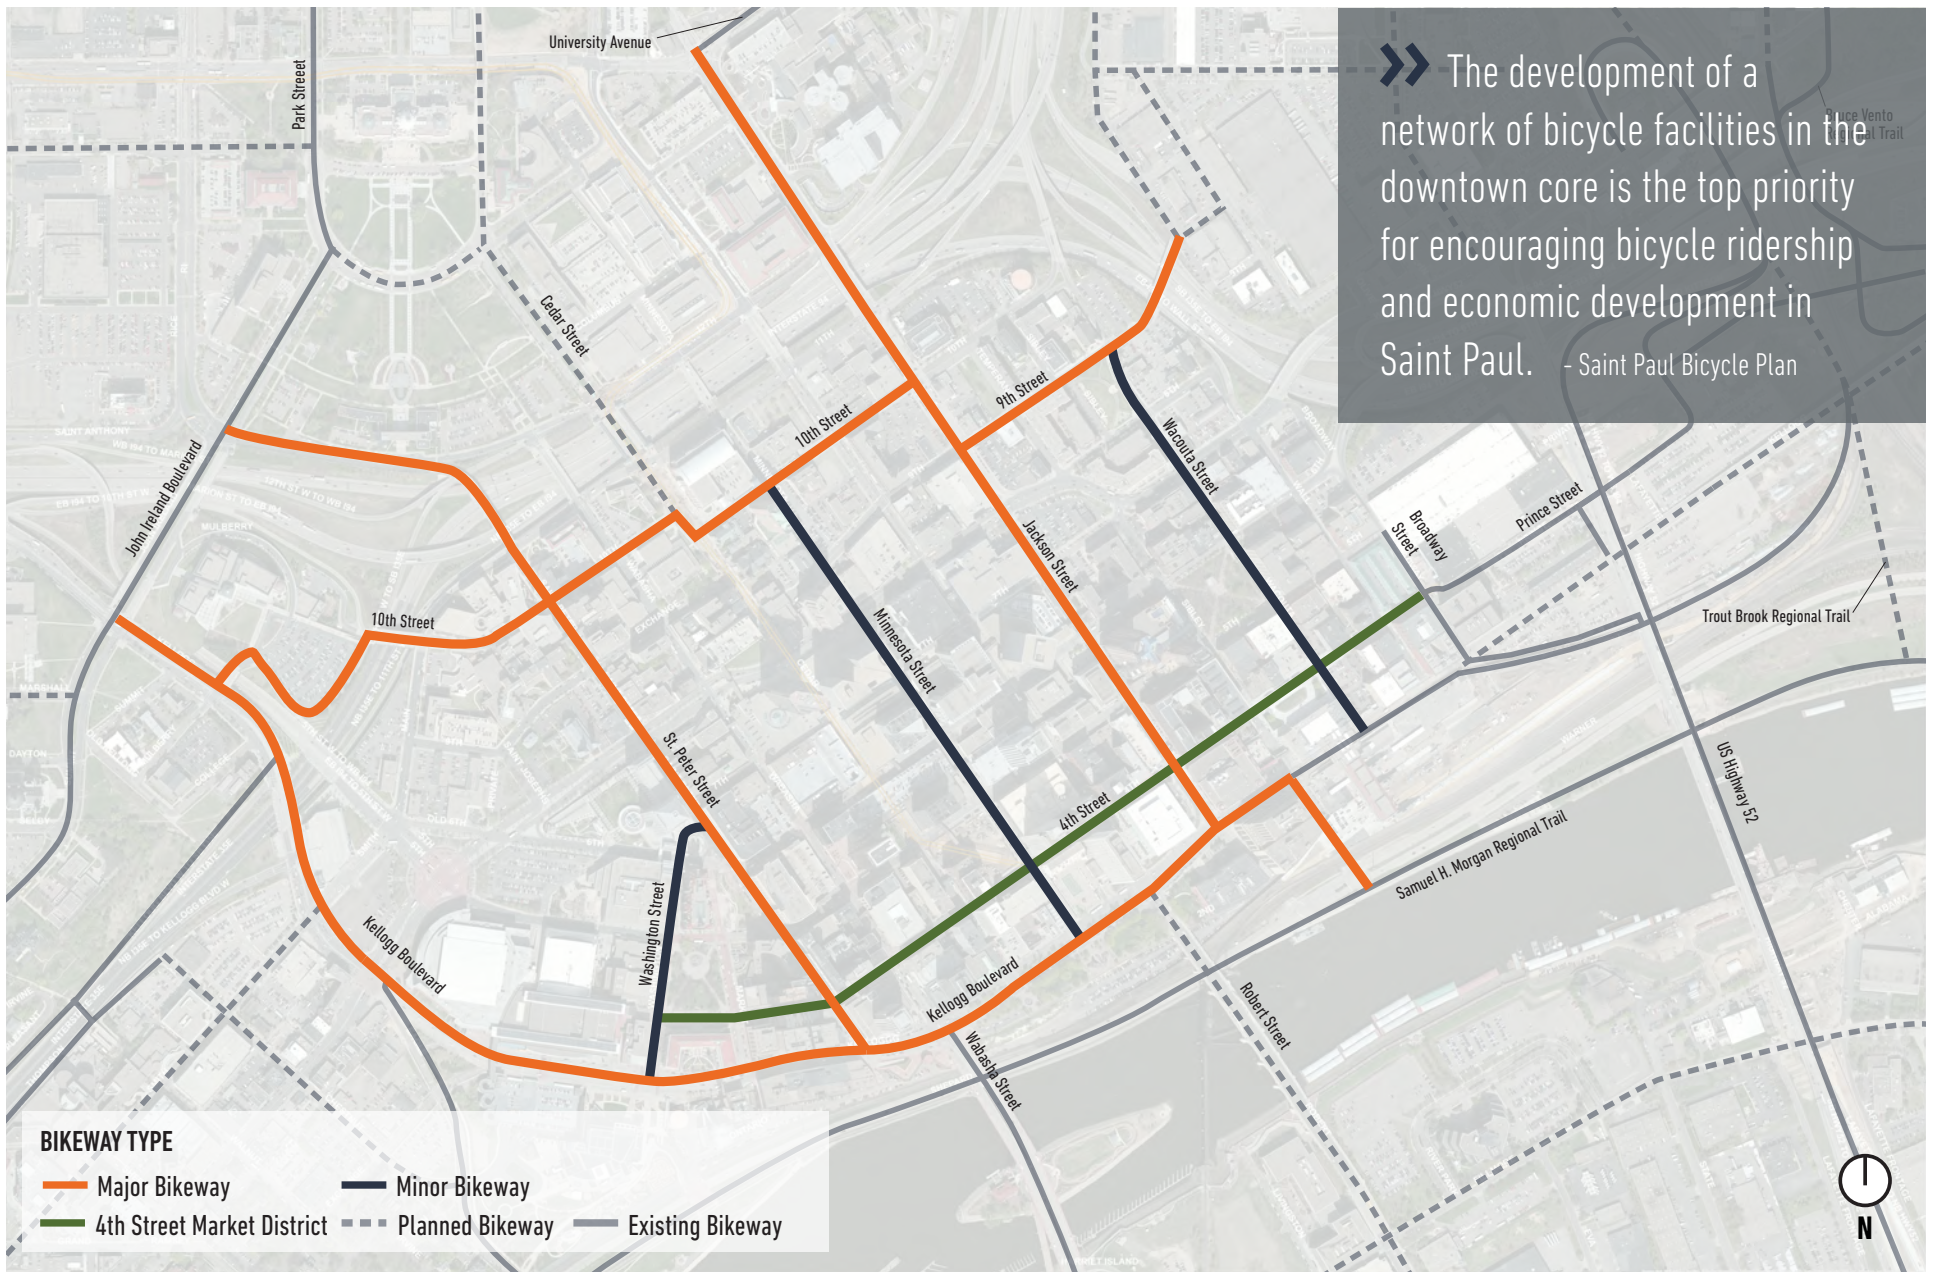 University Avenue
Park Streeet
The development of a
network of bicycle facilities in the
downtown core is the top priority
for encouraging bicycle ridership
and economic development in
Saint Paul. - Saint Paul Bicycle Plan
Cedar Street
John Ireland Boulevard
10th Street
9th Street
Wacouta Street
Broadway
Street
Prince Street
Jackson Street
10th Street
Minnesota Street
Trout Brook Regional Trail
St. Peter Street
4th Street
US Highway 52
Samuel H. Morgan Regional Trail
Washington Street
Kellogg Boulevard
Kellogg Boulevard
Robert Street
Wabasha Street
BIKEWAY TYPE
Major Bikeway
Minor Bikeway
4th Street Market District
Planned Bikeway
Existing Bikeway
N